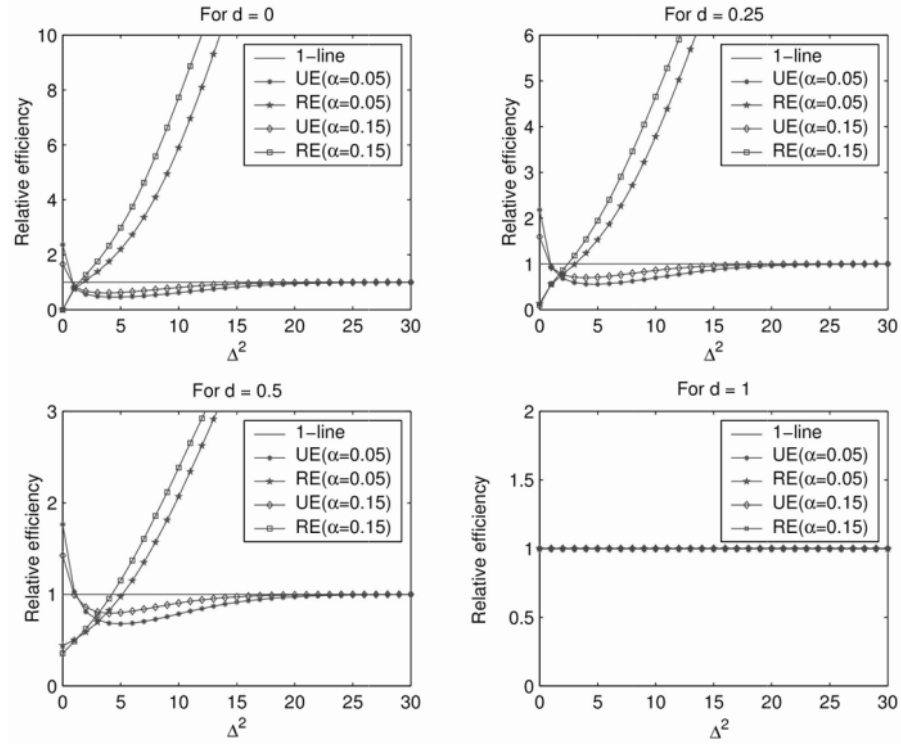 For d = 0
10
8
6
4
2
0
Relative efficiency
1−line
UE(α=0.05)
RE(α=0.05)
UE(α=0.15)
RE(α=0.15)
0 5 10 15 20 25 30
Δ²
For d = 0.25
6
5
4
3
2
1
0
Relative efficiency
1−line
UE(α=0.05)
RE(α=0.05)
UE(α=0.15)
RE(α=0.15)
0 5 10 15 20 25 30
Δ²
For d = 0.5
3
2
1
0
Relative efficiency
1−line
UE(α=0.05)
RE(α=0.05)
UE(α=0.15)
RE(α=0.15)
0 5 10 15 20 25 30
Δ²
For d = 1
2
1.5
1
0.5
0
Relative efficiency
1−line
UE(α=0.05)
RE(α=0.05)
UE(α=0.15)
RE(α=0.15)
0 5 10 15 20 25 30
Δ²